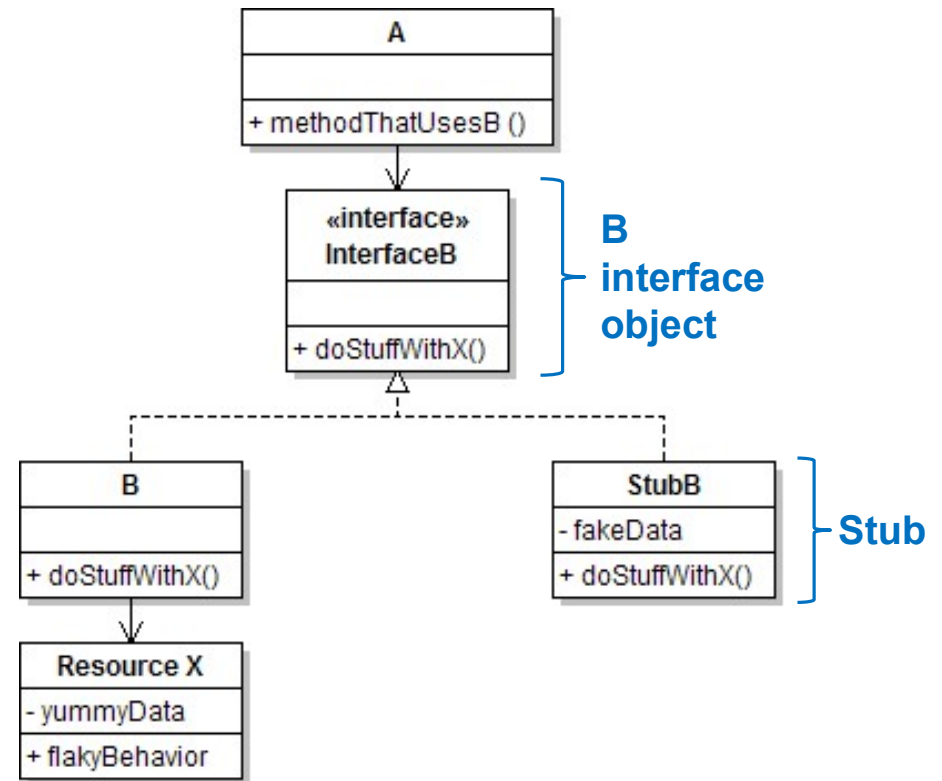 A
+ methodThatUsesB ()
«interface»
InterfaceB
+ doStuffWithX()
B
interface
object
B
+ doStuffWithX()
StubB
- fakeData
+ doStuffWithX()
Stub
Resource X
- yummyData
+ flakyBehavior